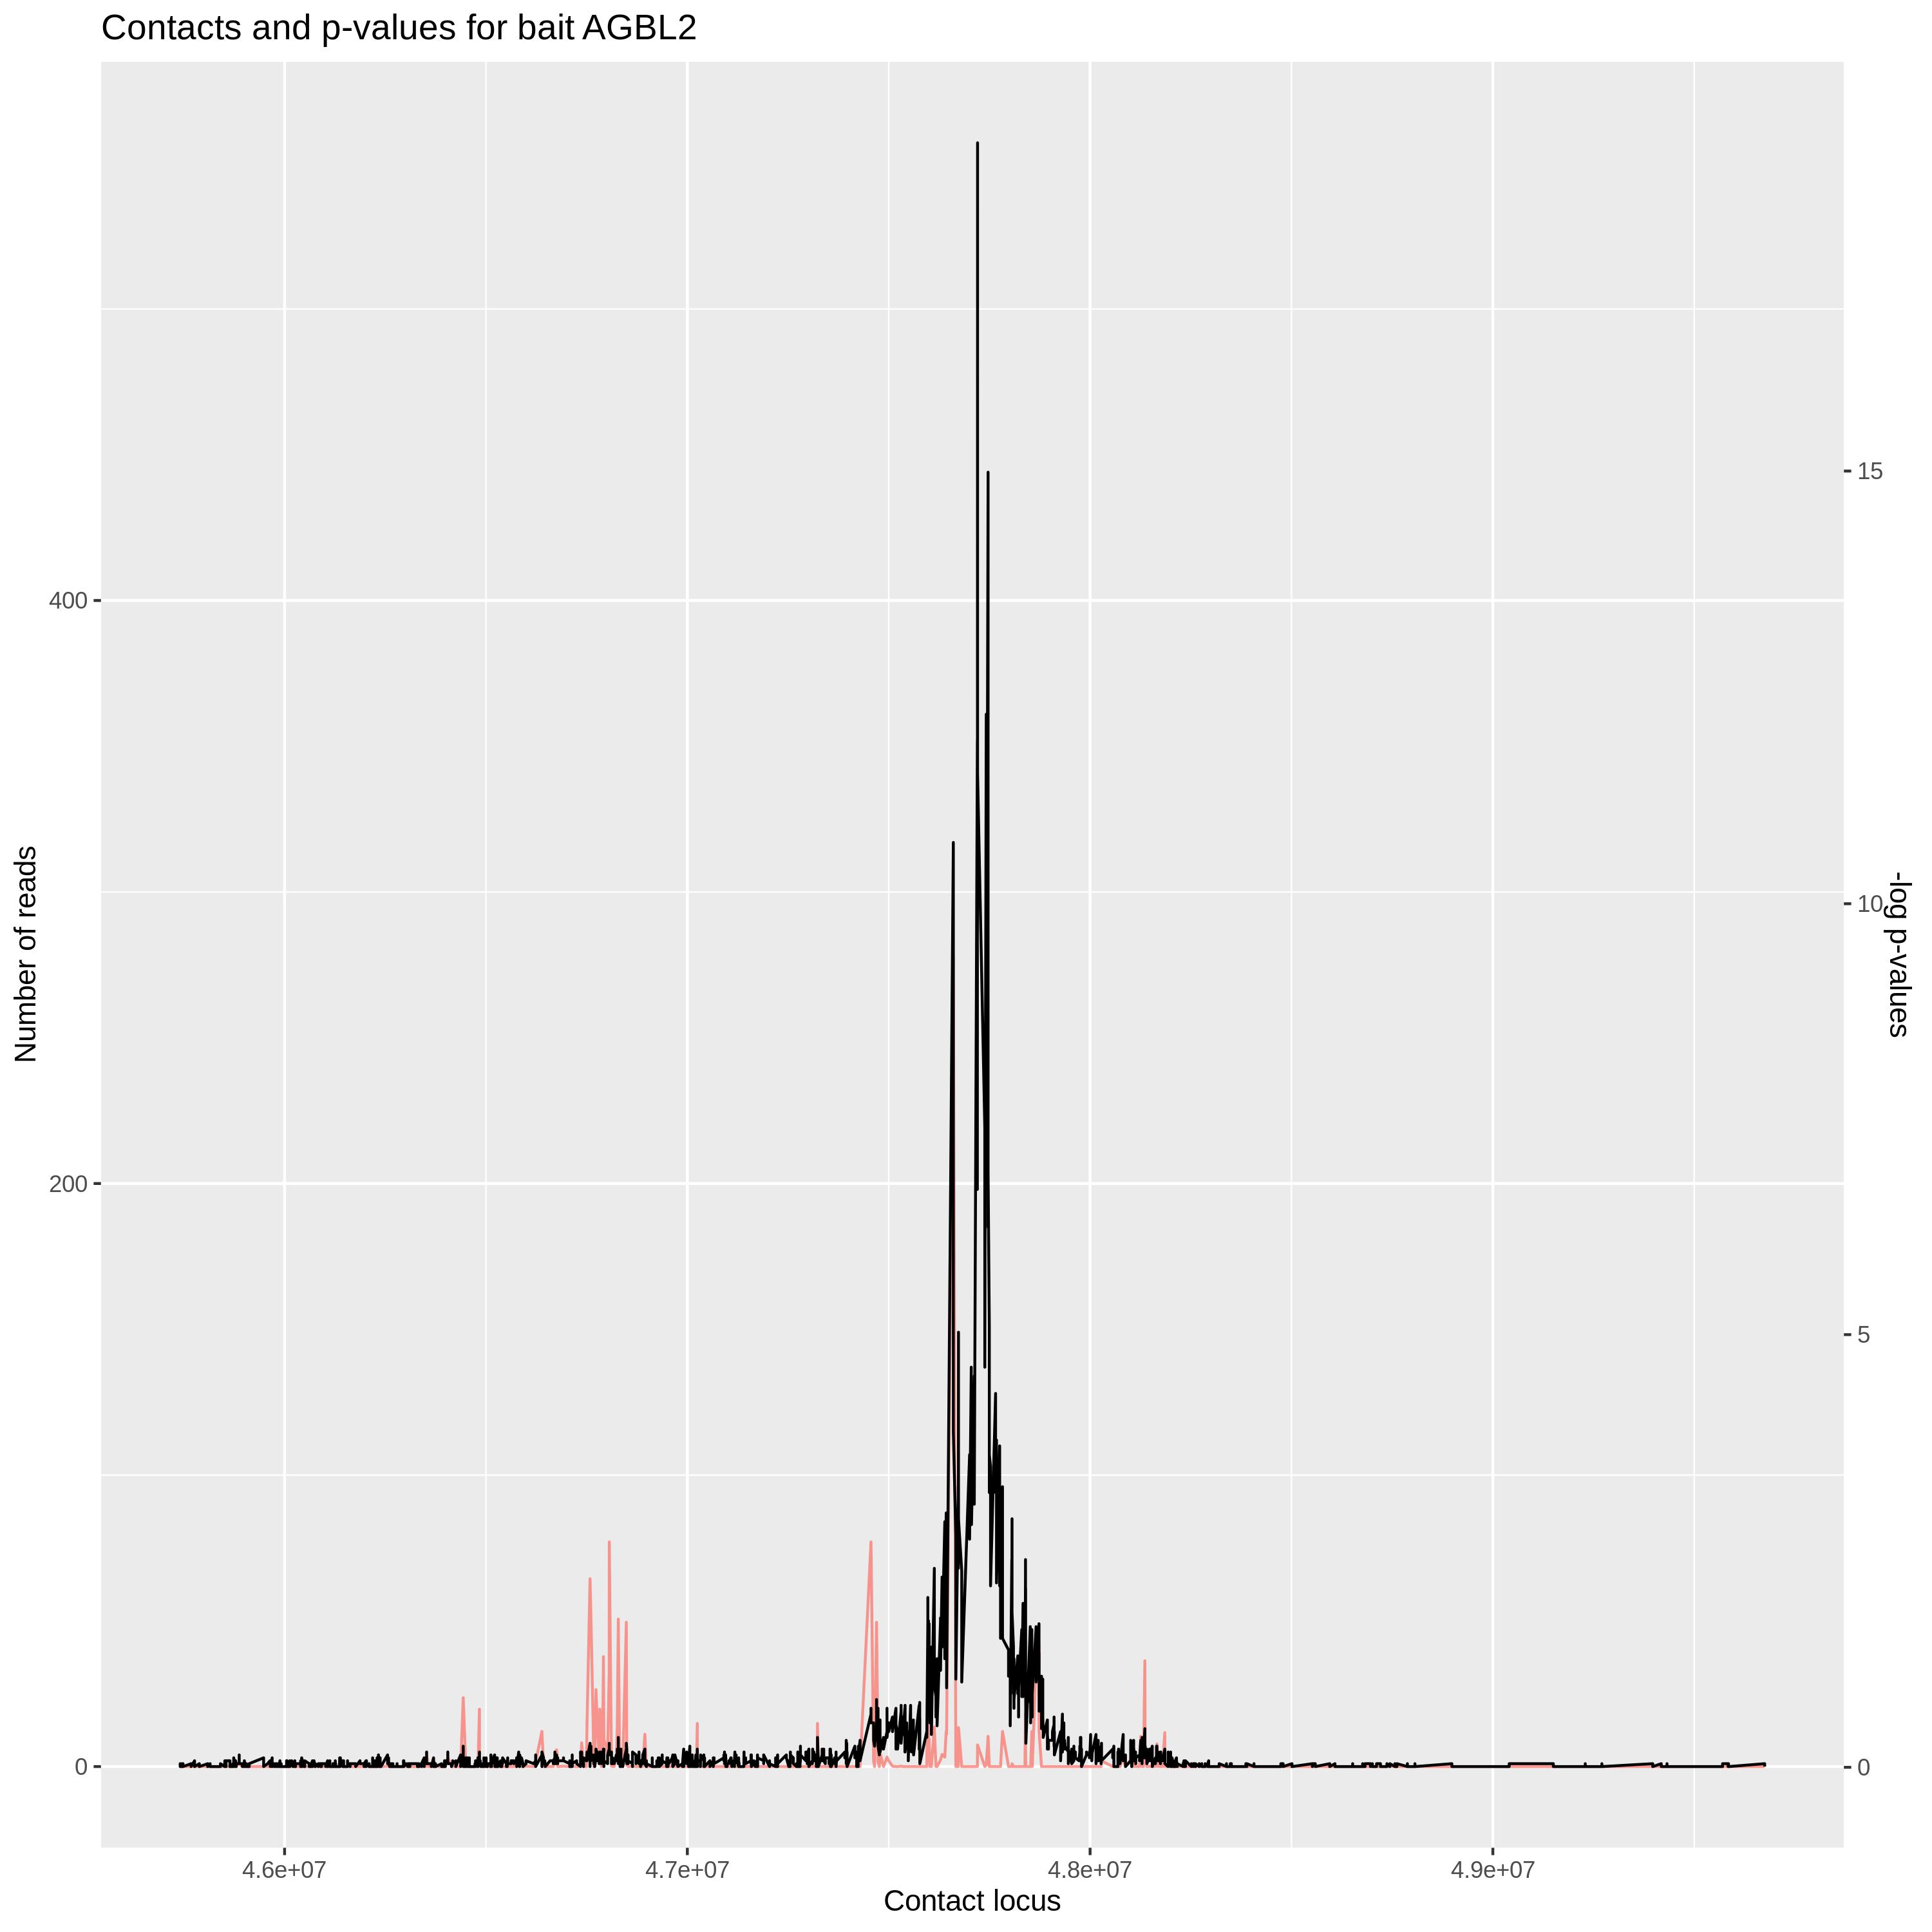 Contacts and p-values for bait AGBL2
Number of reads
400
200
0
15
10
5
0
-log p-values
4.6e+07
4.7e+07
4.8e+07
4.9e+07
Contact locus